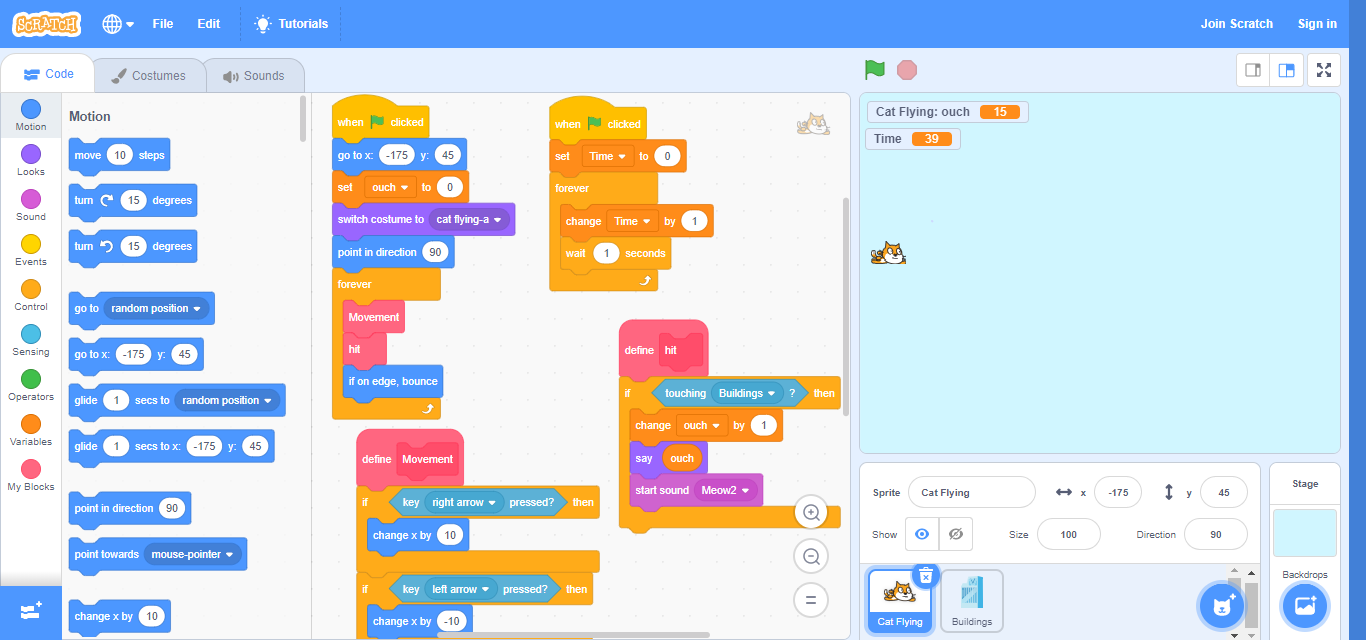 SCRATCH File Edit Tutorials Join Scratch Sign in
Code Costumes Sounds
Motion
Looks
Sound
Events
Control
Sensing
Operators
Variables
My Blocks
Motion
move 10 steps
turn 15 degrees
turn 15 degrees
go to random position
go to x: -175 y: 45
glide 1 secs to random position
glide 1 secs to x: -175 y: 45
point in direction 90
point towards mouse-pointer
change x by 10
when clicked
go to x: -175 y: 45
set ouch to 0
switch costume to cat flying-a
point in direction 90
forever
Movement
hit
if on edge, bounce
define Movement
if key right arrow pressed? then
change x by 10
if key left arrow pressed? then
change x by -10
when clicked
set Time to 0
forever
change Time by 1
wait 1 seconds
define hit
if touching Buildings ? then
change ouch by 1
say ouch
start sound Meow2
Cat Flying: ouch 15
Time 39
Sprite Cat Flying x -175 y 45
Show Size 100 Direction 90
Cat Flying
Buildings
Stage
Backdrops